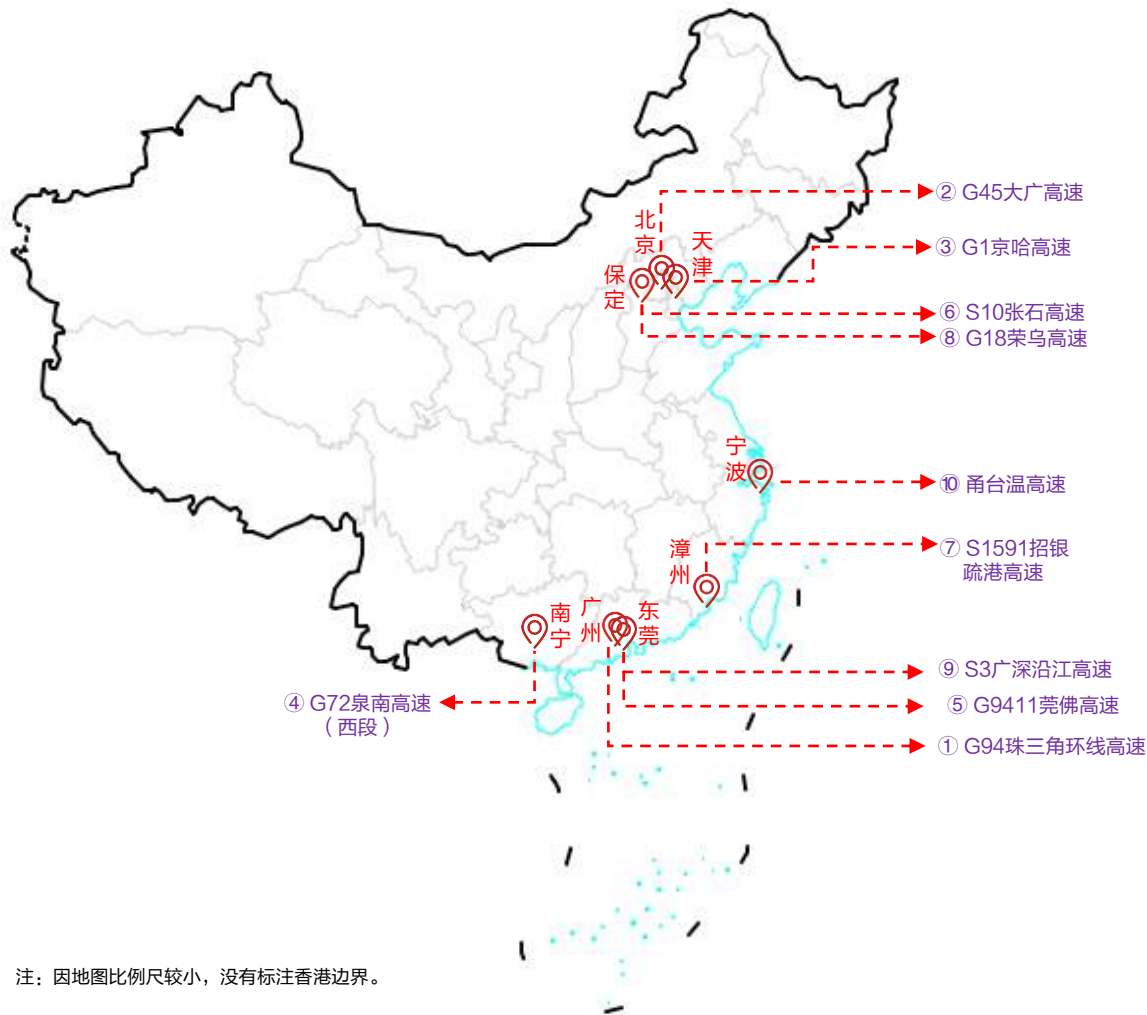 ② G45大广高速
北京
天津
③ G1京哈高速
保定
⑥ S10张石高速
⑧ G18荣乌高速
宁波
⑩ 甬台温高速
漳州
⑦ S1591招银
疏港高速
南宁
广州
东莞
⑨ S3广深沿江高速
④ G72泉南高速
（西段）
⑤ G9411莞佛高速
① G94珠三角环线高速
注：因地图比例尺较小，没有标注香港边界。